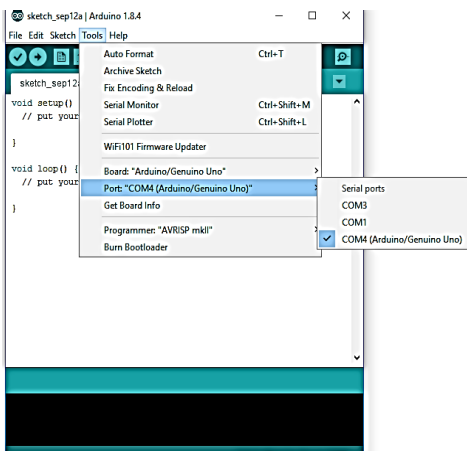 sketch_sep12a | Arduino 1.8.4
File Edit Sketch Tools Help
sketch_sep12a
void setup()
// put your
}
void loop() {
// put your
}
Auto Format Ctrl+T
Archive Sketch
Fix Encoding & Reload
Serial Monitor Ctrl+Shift+M
Serial Plotter Ctrl+Shift+L
WiFi101 Firmware Updater
Board: "Arduino/Genuino Uno"
Port: "COM4 (Arduino/Genuino Uno)"
Get Board Info
Programmer: "AVRISP mkII"
Burn Bootloader
Serial ports
COM3
COM1
COM4 (Arduino/Genuino Uno)